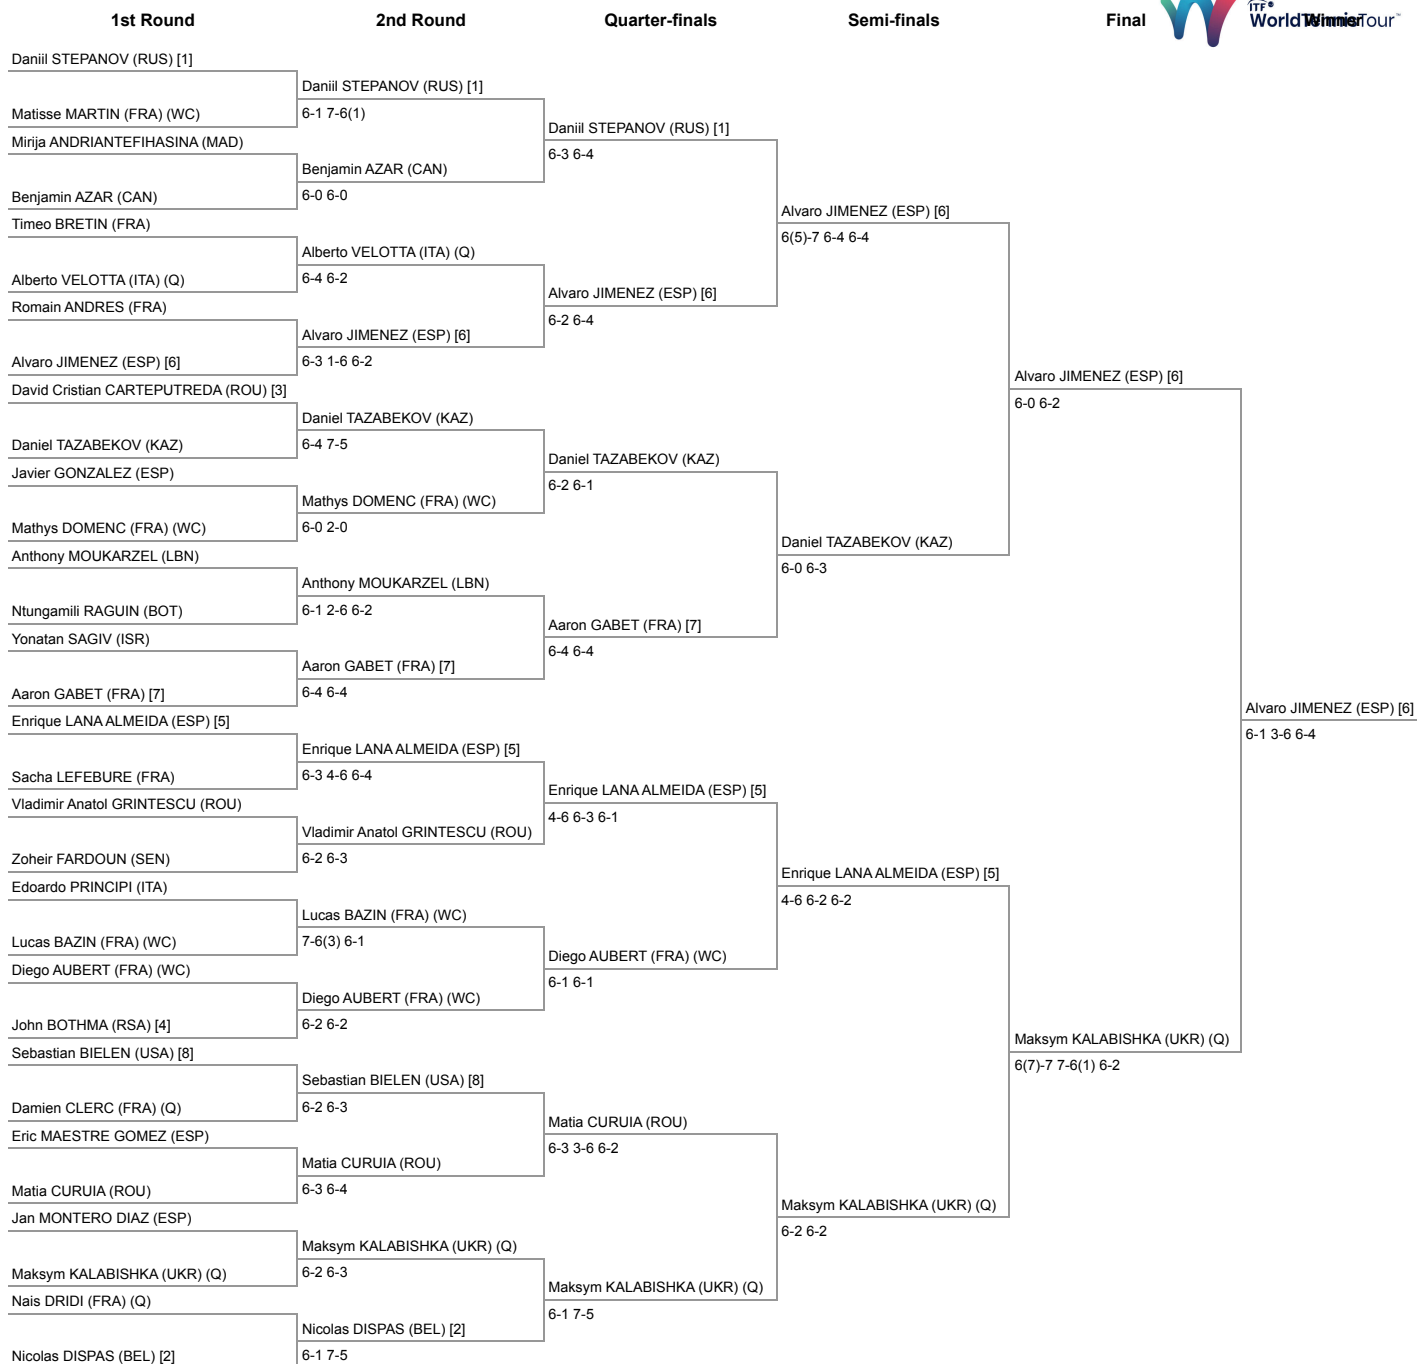 1st Round
2nd Round
Quarter-finals
Semi-finals
Final
ITF®
World Tennis Tour
Winner
Daniil STEPANOV (RUS) [1]
Matisse MARTIN (FRA) (WC)
Mirija ANDRIANTEFIHASINA (MAD)
Benjamin AZAR (CAN)
Timeo BRETIN (FRA)
Alberto VELOTTA (ITA) (Q)
Romain ANDRES (FRA)
Alvaro JIMENEZ (ESP) [6]
David Cristian CARTEPUTREDA (ROU) [3]
Daniel TAZABEKOV (KAZ)
Javier GONZALEZ (ESP)
Mathys DOMENC (FRA) (WC)
Anthony MOUKARZEL (LBN)
Ntungamili RAGUIN (BOT)
Yonatan SAGIV (ISR)
Aaron GABET (FRA) [7]
Enrique LANA ALMEIDA (ESP) [5]
Sacha LEFEBURE (FRA)
Vladimir Anatol GRINTESCU (ROU)
Zoheir FARDOUN (SEN)
Edoardo PRINCIPI (ITA)
Lucas BAZIN (FRA) (WC)
Diego AUBERT (FRA) (WC)
John BOTHMA (RSA) [4]
Sebastian BIELEN (USA) [8]
Damien CLERC (FRA) (Q)
Eric MAESTRE GOMEZ (ESP)
Matia CURUIA (ROU)
Jan MONTERO DIAZ (ESP)
Maksym KALABISHKA (UKR) (Q)
Nais DRIDI (FRA) (Q)
Nicolas DISPAS (BEL) [2]
Daniil STEPANOV (RUS) [1]
6-1 7-6(1)
Benjamin AZAR (CAN)
6-0 6-0
Alberto VELOTTA (ITA) (Q)
6-4 6-2
Alvaro JIMENEZ (ESP) [6]
6-3 1-6 6-2
Daniel TAZABEKOV (KAZ)
6-4 7-5
Mathys DOMENC (FRA) (WC)
6-0 2-0
Anthony MOUKARZEL (LBN)
6-1 2-6 6-2
Aaron GABET (FRA) [7]
6-4 6-4
Enrique LANA ALMEIDA (ESP) [5]
6-3 4-6 6-4
Vladimir Anatol GRINTESCU (ROU)
6-2 6-3
Lucas BAZIN (FRA) (WC)
7-6(3) 6-1
Diego AUBERT (FRA) (WC)
6-2 6-2
Sebastian BIELEN (USA) [8]
6-2 6-3
Matia CURUIA (ROU)
6-3 6-4
Maksym KALABISHKA (UKR) (Q)
6-2 6-3
Nicolas DISPAS (BEL) [2]
6-1 7-5
Daniil STEPANOV (RUS) [1]
6-3 6-4
Alvaro JIMENEZ (ESP) [6]
6-2 6-4
Daniel TAZABEKOV (KAZ)
6-2 6-1
Aaron GABET (FRA) [7]
6-4 6-4
Enrique LANA ALMEIDA (ESP) [5]
4-6 6-3 6-1
Diego AUBERT (FRA) (WC)
6-1 6-1
Matia CURUIA (ROU)
6-3 3-6 6-2
Maksym KALABISHKA (UKR) (Q)
6-1 7-5
Alvaro JIMENEZ (ESP) [6]
6(5)-7 6-4 6-4
Daniel TAZABEKOV (KAZ)
6-0 6-3
Enrique LANA ALMEIDA (ESP) [5]
4-6 6-2 6-2
Maksym KALABISHKA (UKR) (Q)
6-2 6-2
Alvaro JIMENEZ (ESP) [6]
6-0 6-2
Maksym KALABISHKA (UKR) (Q)
6(7)-7 7-6(1) 6-2
Alvaro JIMENEZ (ESP) [6]
6-1 3-6 6-4